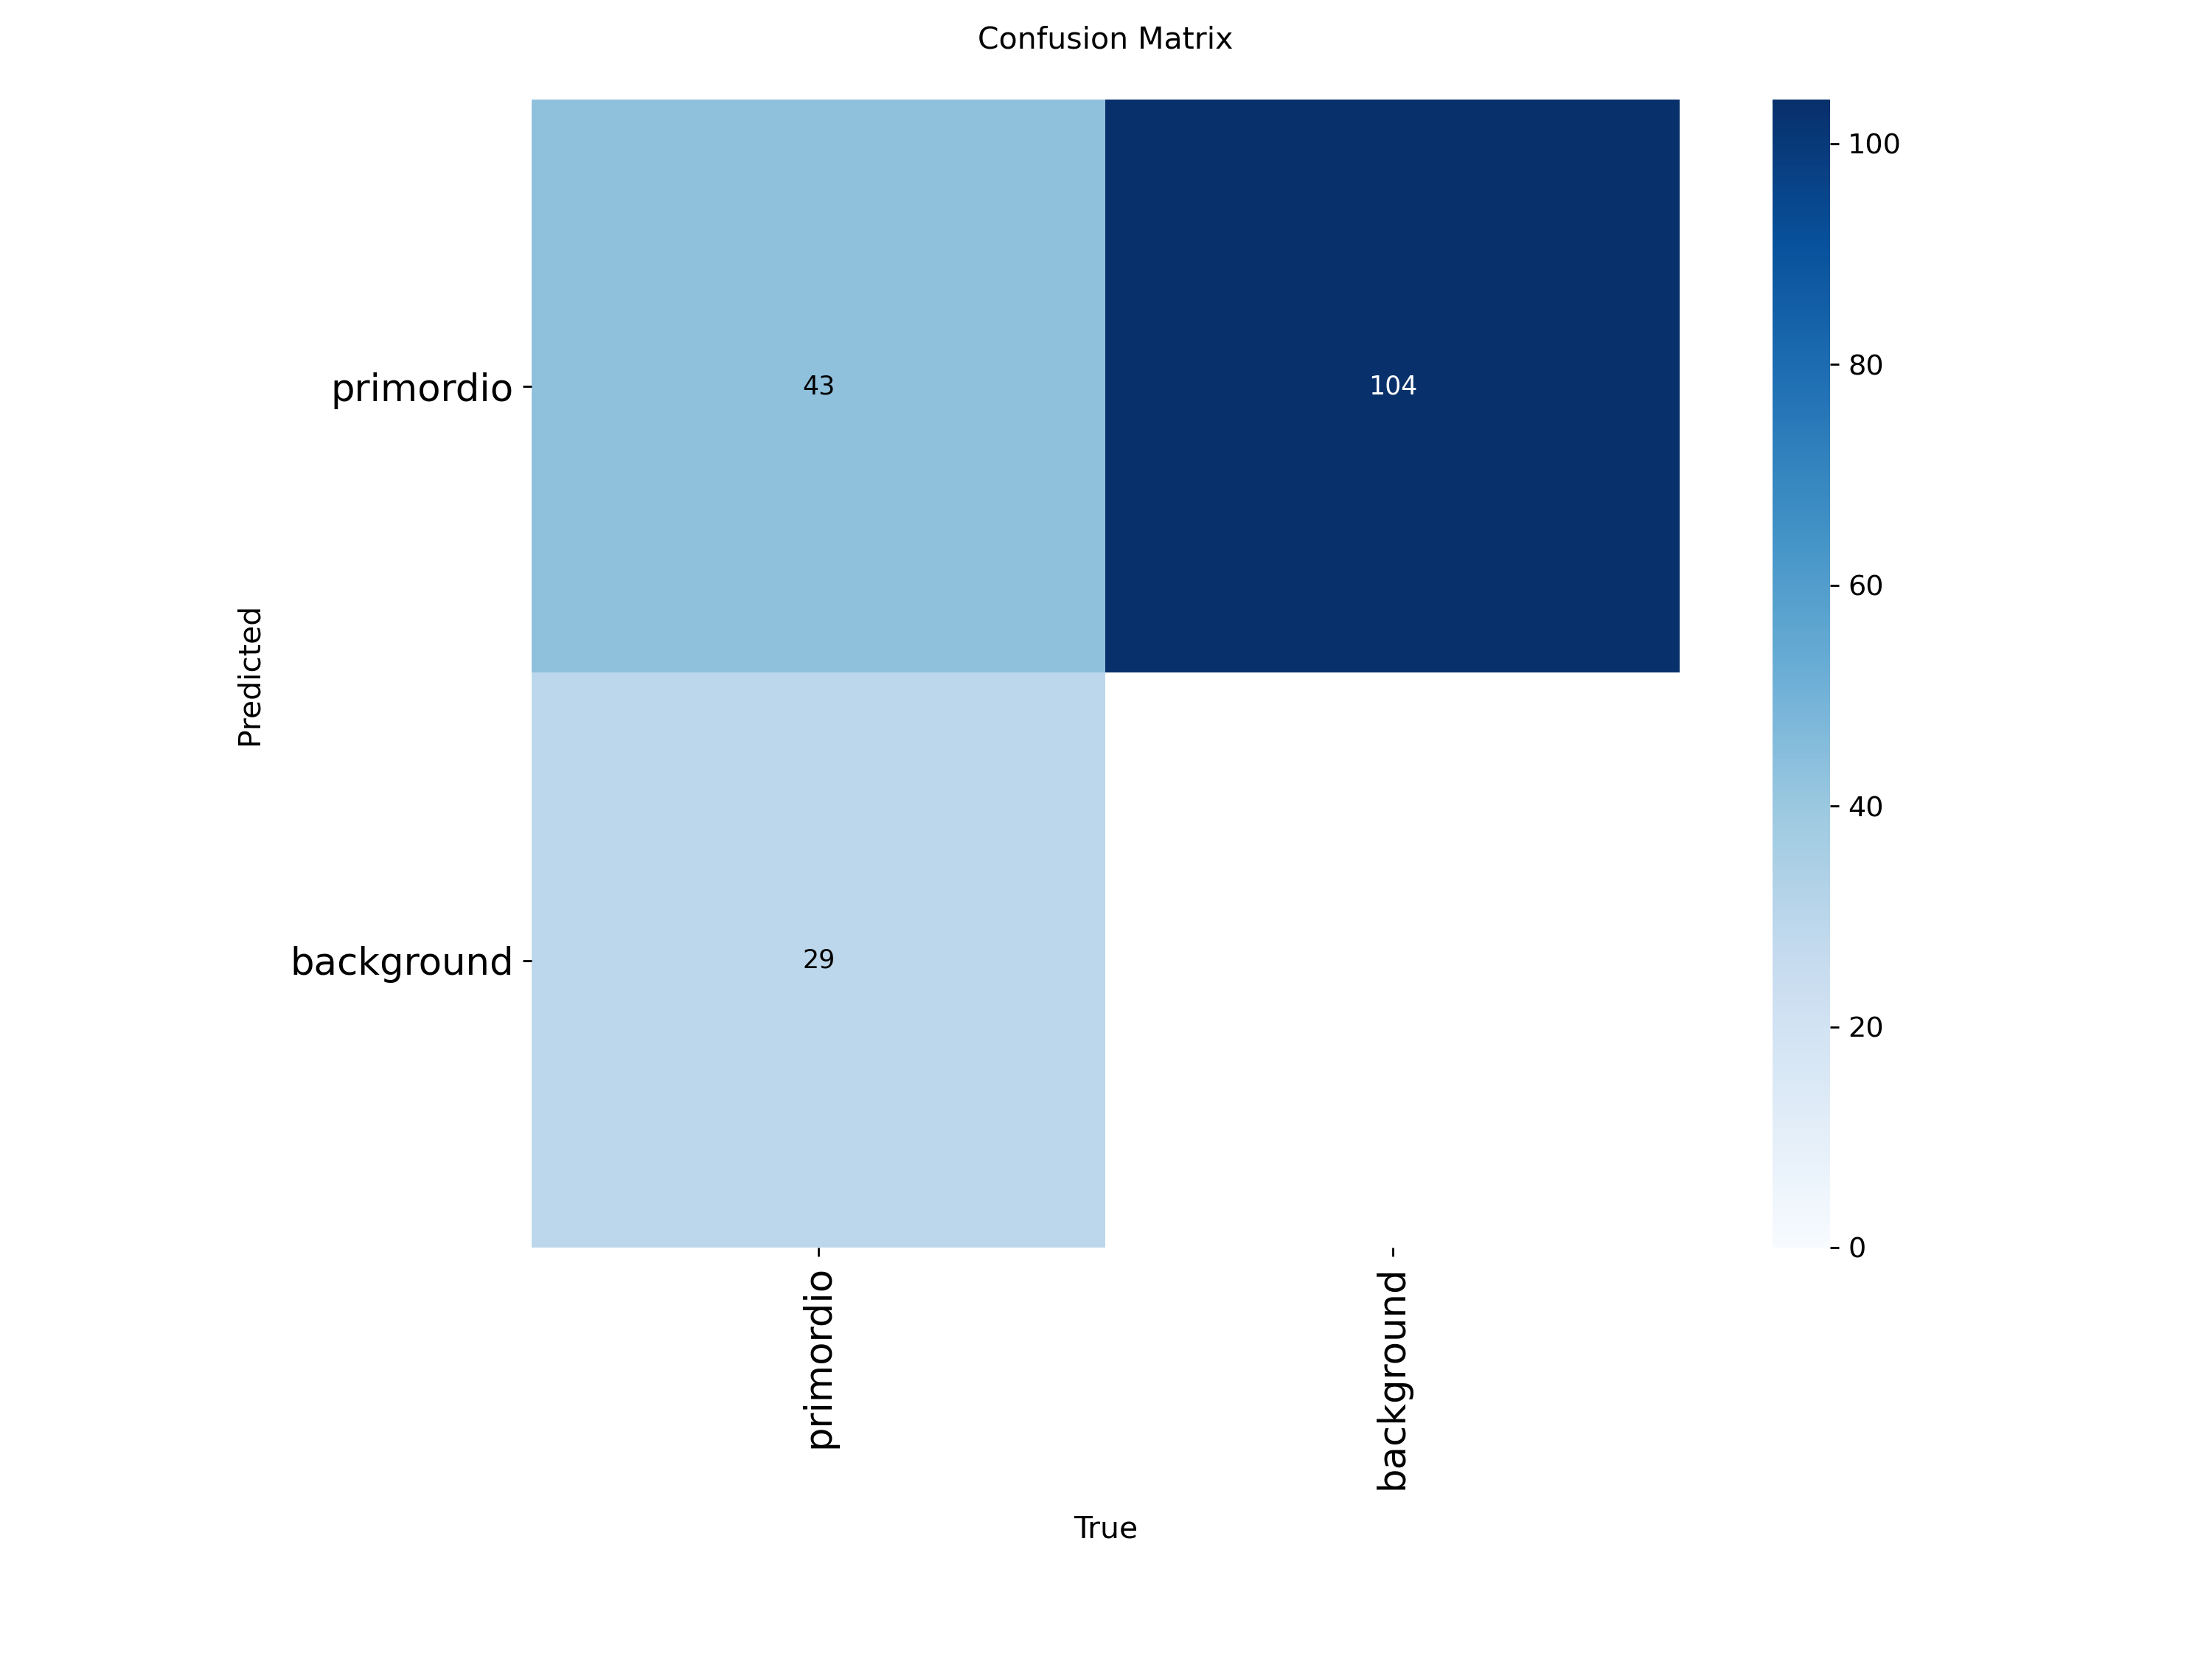 Confusion Matrix
100
80
60
40
20
0
Predicted
primordio
background
43
104
29
primordio
background
True